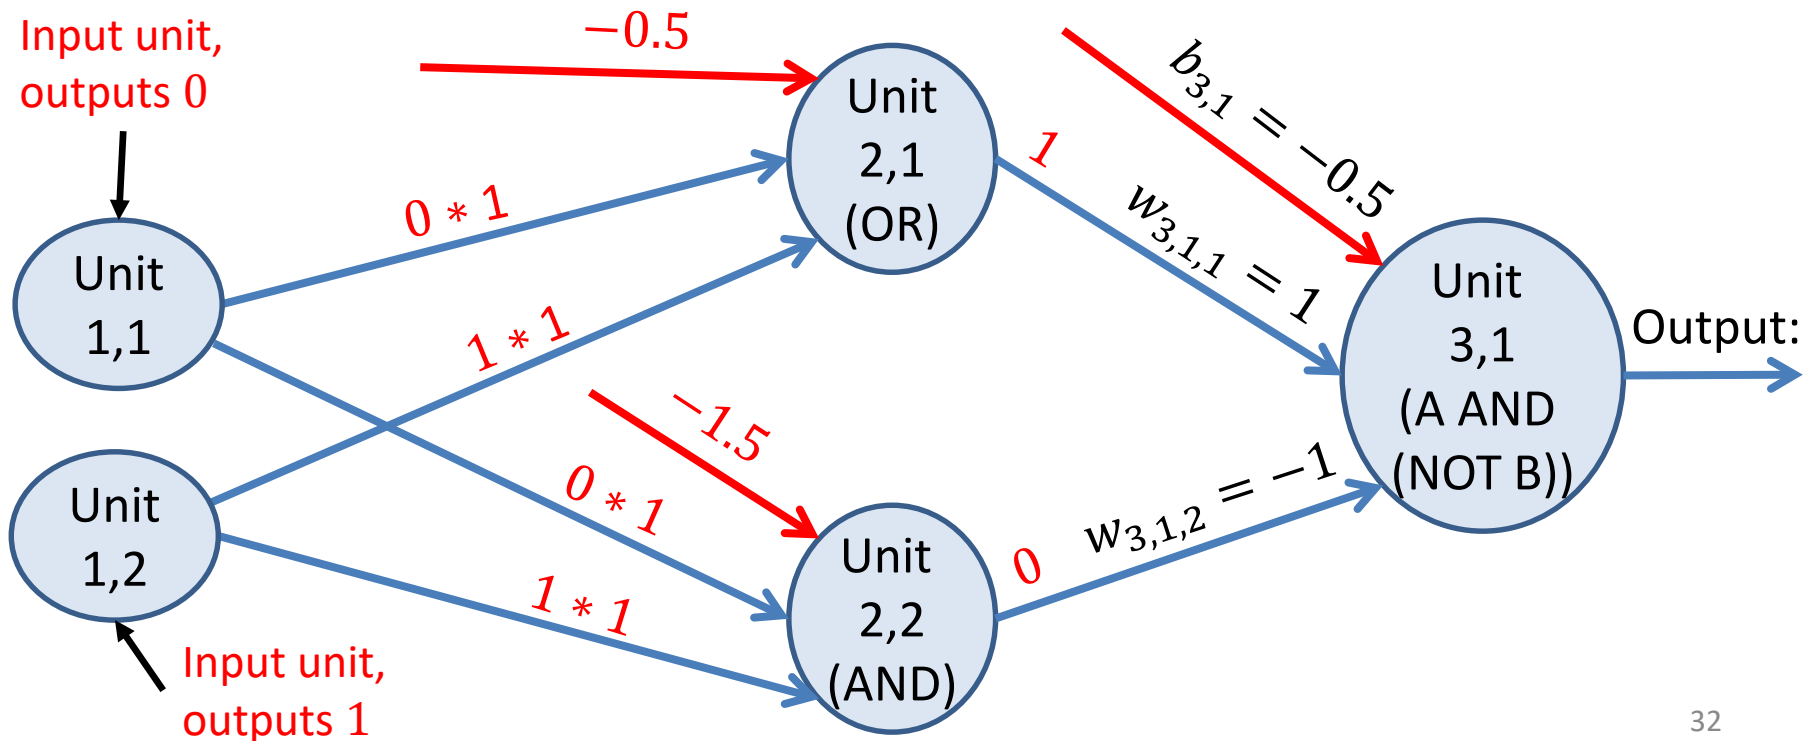 Input unit,
outputs 0
−0.5
Unit
2,1
(OR)
b3,1 = −0.5
1
w3,1,1 = 1
0 * 1
Unit
1,1
1 * 1
Unit
3,1
(A AND
(NOT B))
Output:
−1.5
0 * 1
Unit
1,2
1 * 1
Unit
2,2
(AND)
0
w3,1,2 = −1
Input unit,
outputs 1
32